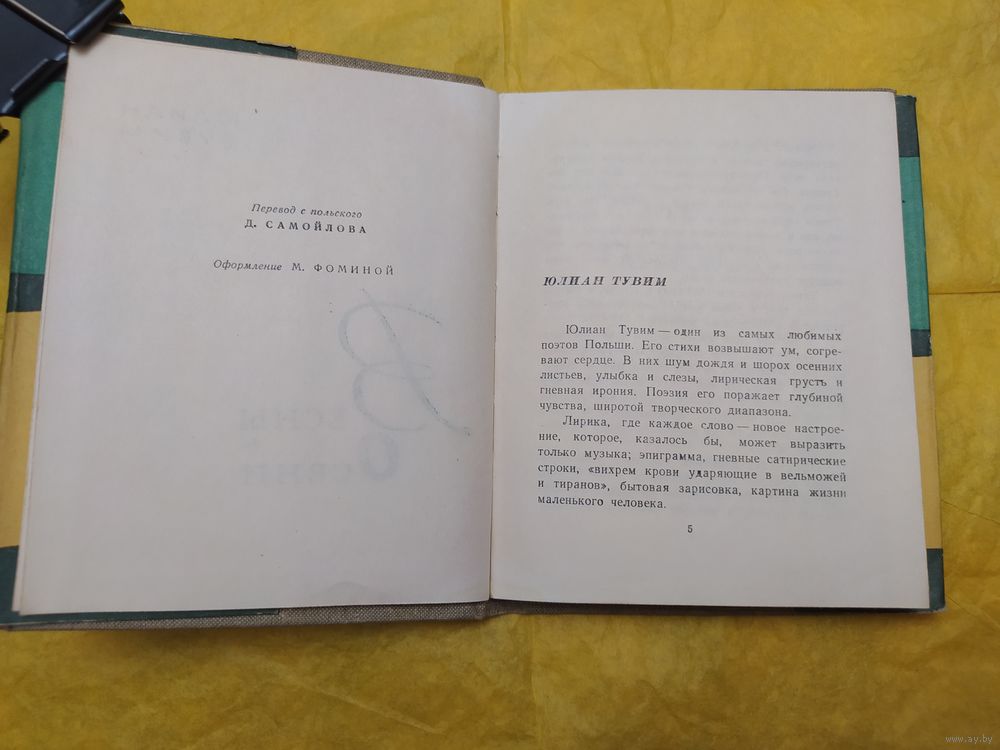 Перевод с польского
Д. САМОЙЛОВА
Оформление М. ФОМИНОЙ
ЮЛИАН ТУВИМ
Юлиан Тувим — один из самых любимых
поэтов Польши. Его стихи возвышают ум, согре-
вают сердце. В них шум дождя и шорох осенних
листьев, улыбка и слезы, лирическая грусть и
гневная ирония. Поэзия его поражает глубиной
чувства, широтой творческого диапазона.
Лирика, где каждое слово — новое настрое-
ние, которое, казалось бы, может выразить
только музыка; эпиграмма, гневные сатирические
строки, «вихрем крови ударяющие в вельможей
и тиранов», бытовая зарисовка, картина жизни
маленького человека.
5
www.ay.by